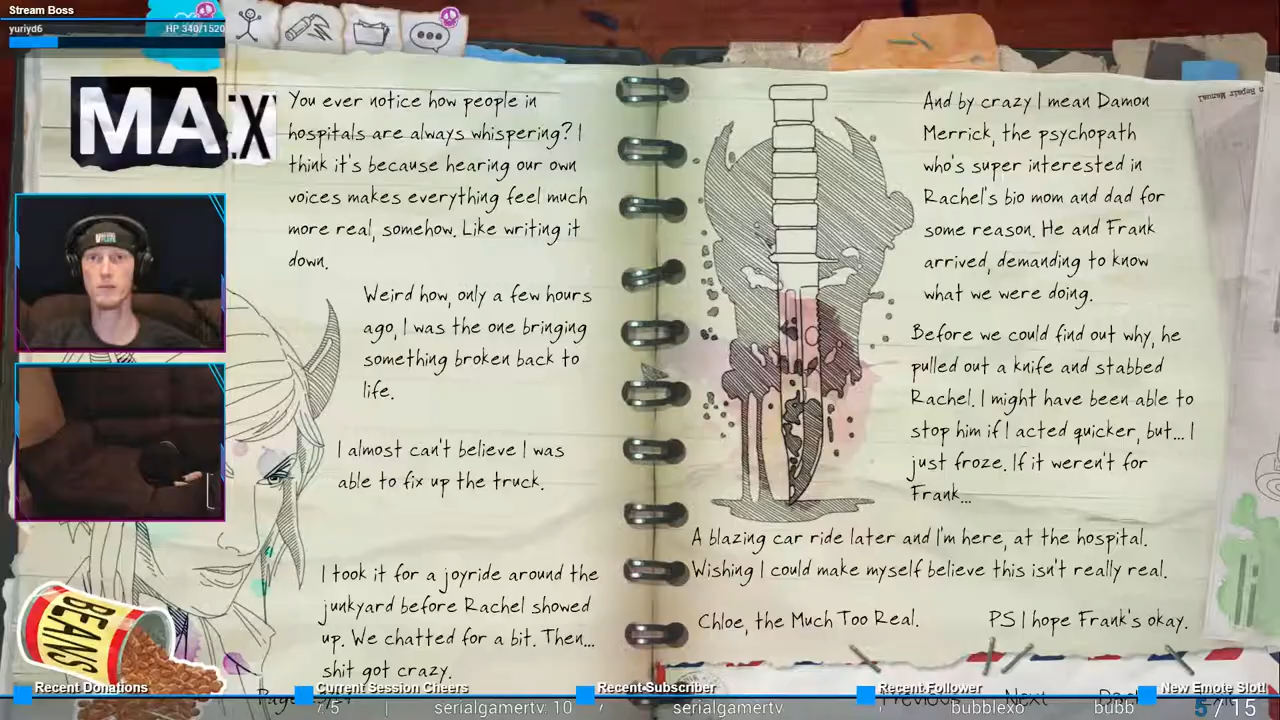 Stream Boss
yuriyd6
HP 340/1520
MAX
You ever notice how people in
hospitals are always whispering? I
think it's because hearing our own
voices makes everything feel much
more real, somehow. Like writing it
down.
Weird how, only a few hours
ago, I was the one bringing
something broken back to
life.
I almost can't believe I was
able to fix up the truck.
I took it for a joyride around the
junkyard before Rachel showed
up. We chatted for a bit. Then...
shit got crazy.
BEANS
And by crazy I mean Damon
Merrick, the psychopath
who's super interested in
Rachel's bio mom and dad for
some reason. He and Frank
arrived, demanding to know
what we were doing.
Before we could find out why, he
pulled out a knife and stabbed
Rachel. I might have been able to
stop him if I acted quicker, but... I
just froze. If it weren't for
Frank...
A blazing car ride later and I'm here, at the hospital.
Wishing I could make myself believe this isn't really real.
Chloe, the Much Too Real.
PS I hope Frank's okay.
Repair Manual
Recent Donations
Current Session Cheers
Recent Subscriber
Recent Follower
New Emote Slot!
Previous
Next
/5
serialgamertv: 10
serialgamertv
bubblexo
bubb
5 / 15